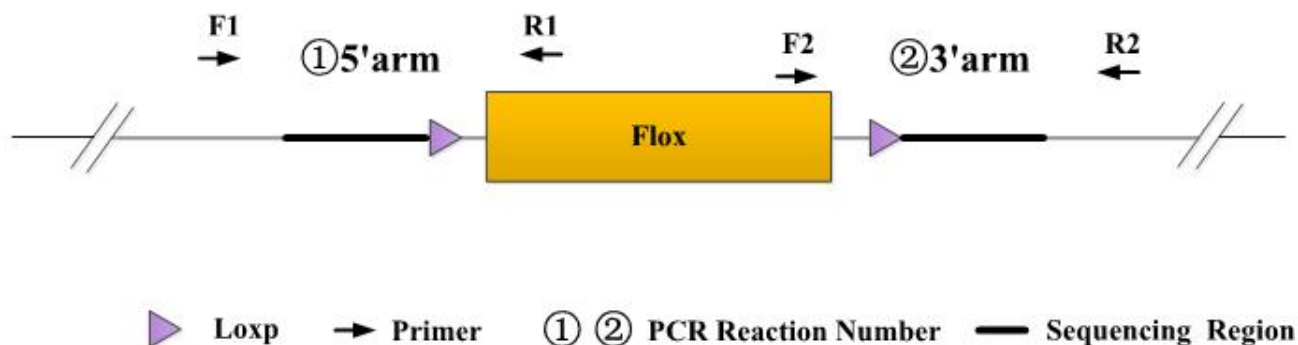 F1
①5'arm
R1
F2
②3'arm
R2
Flox
Loxp
Primer
① ② PCR Reaction Number
Sequencing Region